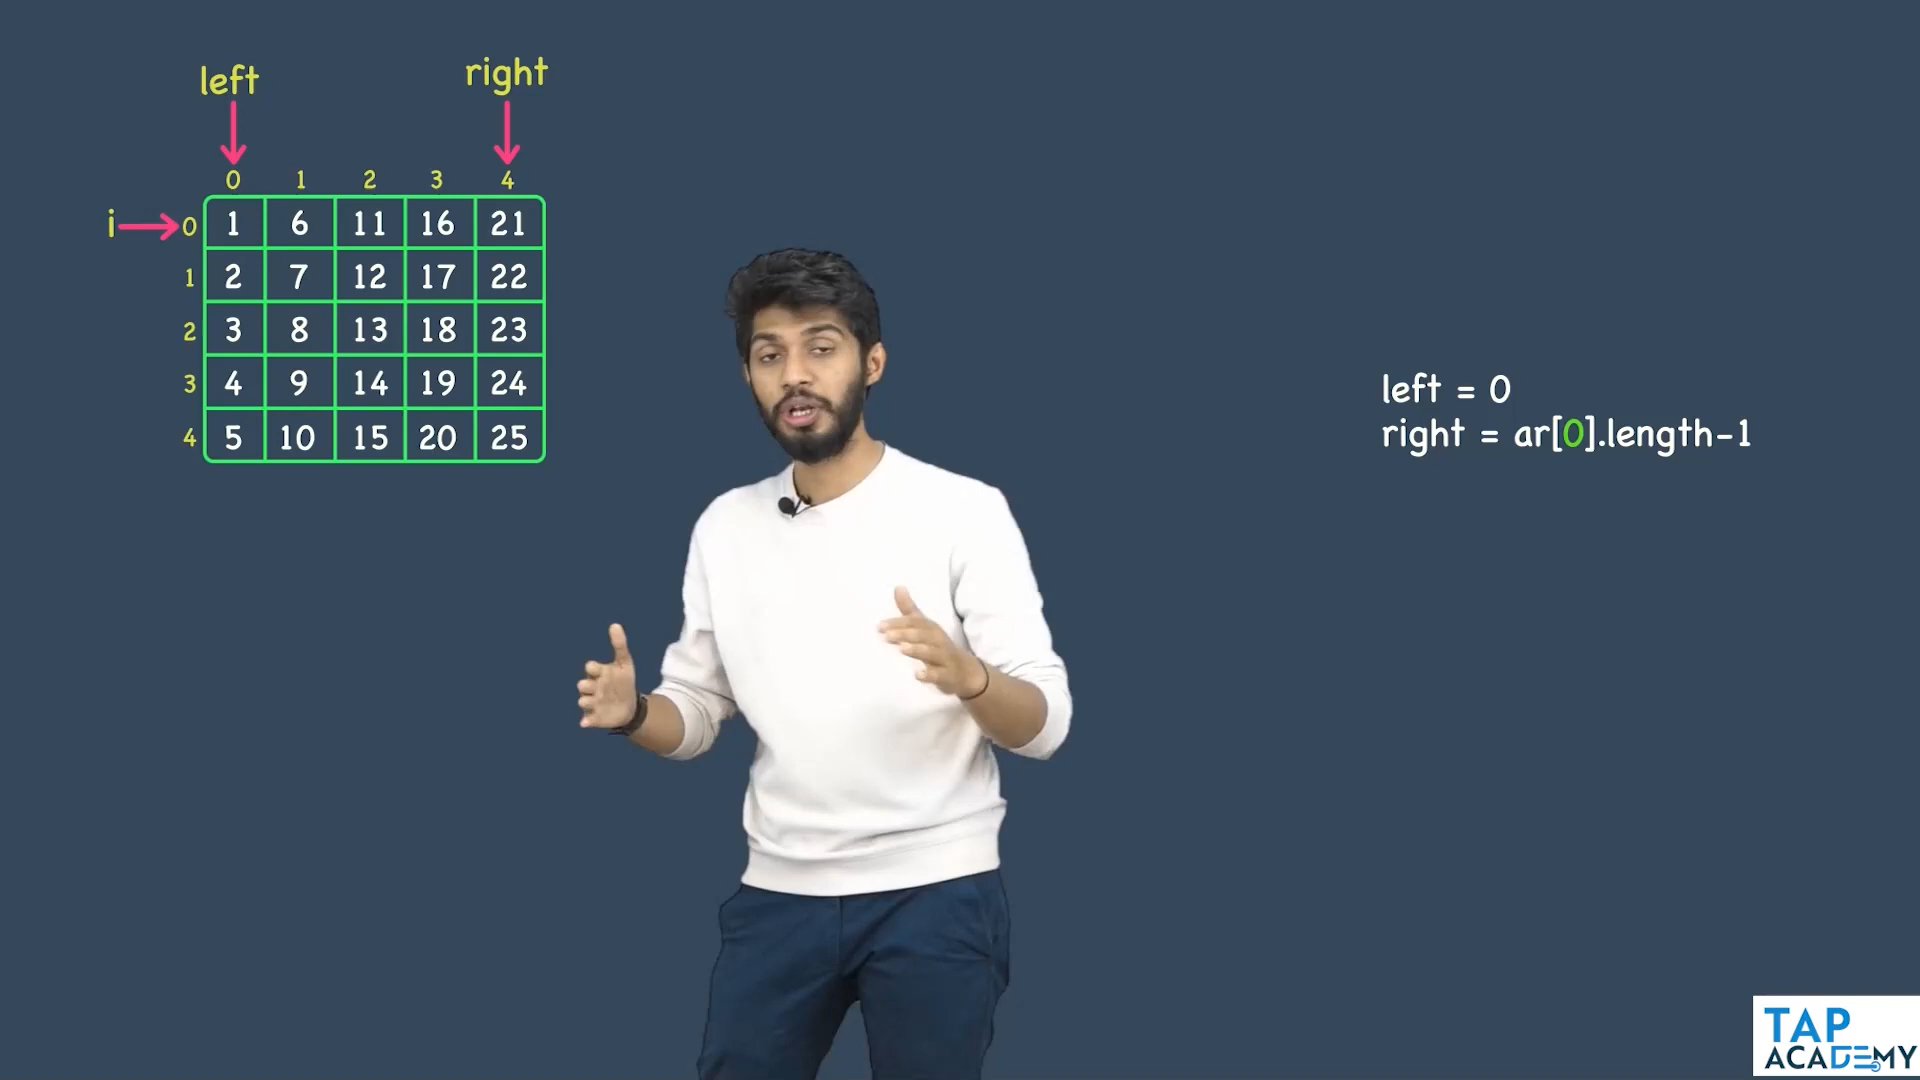 left right
0 1 2 3 4
i 0 1 6 11 16 21
1 2 7 12 17 22
2 3 8 13 18 23
3 4 9 14 19 24
4 5 10 15 20 25
left = 0
right = ar[0].length-1
TAP
ACADEMY